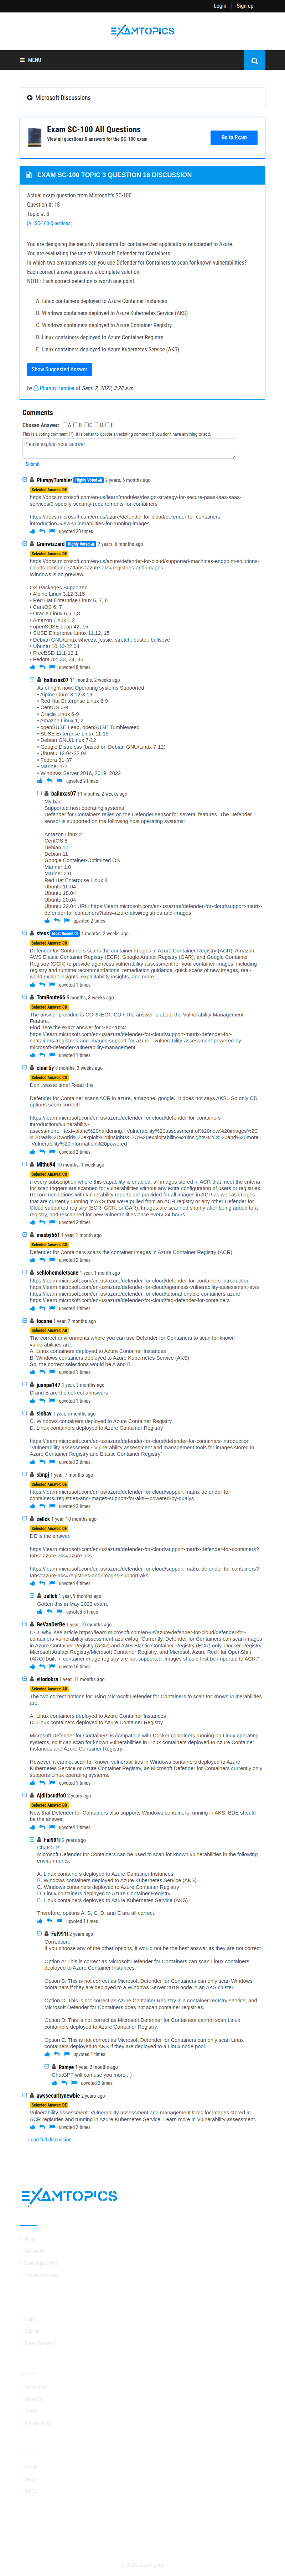 Login | Sign up
EXAMTOPICS
MENU
Microsoft Discussions
Exam SC-100 All Questions
View all questions & answers for the SC-100 exam
Go to Exam
EXAM SC-100 TOPIC 3 QUESTION 18 DISCUSSION
Actual exam question from Microsoft's SC-100
Question #: 18
Topic #: 3
[All SC-100 Questions]
You are designing the security standards for containerized applications onboarded to Azure.
You are evaluating the use of Microsoft Defender for Containers.
In which two environments can you use Defender for Containers to scan for known vulnerabilities?
Each correct answer presents a complete solution.
NOTE: Each correct selection is worth one point.
A. Linux containers deployed to Azure Container Instances
B. Windows containers deployed to Azure Kubernetes Service (AKS)
C. Windows containers deployed to Azure Container Registry
D. Linux containers deployed to Azure Container Registry
E. Linux containers deployed to Azure Kubernetes Service (AKS)
Show Suggested Answer
by PlumpyTumbler at Sept. 2, 2022, 3:28 a.m.
Comments
Chosen Answer: A B C D E
This is a voting comment (?). It is better to Upvote an existing comment if you don't have anything to add.
Please explain your answer
Submit
PlumpyTumbler Highly Voted 2 years, 6 months ago
Selected Answer: DE
https://docs.microsoft.com/en-us/learn/modules/design-strategy-for-secure-paas-iaas-saas-
services/9-specify-security-requirements-for-containers
https://docs.microsoft.com/en-us/azure/defender-for-cloud/defender-for-containers-
introduction#view-vulnerabilities-for-running-images
upvoted 20 times
Granwizzard Highly Voted 2 years, 6 months ago
Selected Answer: DE
https://docs.microsoft.com/en-us/azure/defender-for-cloud/supported-machines-endpoint-solutions-
clouds-containers?tabs=azure-aks#registries-and-images
Windows is on preview.
OS Packages Supported
• Alpine Linux 3.12-3.15
• Red Hat Enterprise Linux 6, 7, 8
• CentOS 6, 7
• Oracle Linux 6,6,7,8
• Amazon Linux 1,2
• openSUSE Leap 42, 15
• SUSE Enterprise Linux 11,12, 15
• Debian GNU/Linux wheezy, jessie, stretch, buster, bullseye
• Ubuntu 10.10-22.04
• FreeBSD 11.1-13.1
• Fedora 32, 33, 34, 35
upvoted 8 times
baliuxas07 11 months, 2 weeks ago
As of right now: Operating systems Supported
• Alpine Linux 3.12-3.19
• Red Hat Enterprise Linux 6-9
• CentOS 6-9
• Oracle Linux 6-9
• Amazon Linux 1, 2
• openSUSE Leap, openSUSE Tumbleweed
• SUSE Enterprise Linux 11-15
• Debian GNU/Linux 7-12
• Google Distroless (based on Debian GNU/Linux 7-12)
• Ubuntu 12.04-22.04
• Fedora 31-37
• Mariner 1-2
• Windows Server 2016, 2019, 2022
upvoted 2 times
baliuxas07 11 months, 2 weeks ago
My bad.
Supported host operating systems
Defender for Containers relies on the Defender sensor for several features. The Defender
sensor is supported on the following host operating systems:
Amazon Linux 2
CentOS 8
Debian 10
Debian 11
Google Container-Optimized OS
Mariner 1.0
Mariner 2.0
Red Hat Enterprise Linux 8
Ubuntu 16.04
Ubuntu 18.04
Ubuntu 20.04
Ubuntu 22.04 URL: https://learn.microsoft.com/en-us/azure/defender-for-cloud/support-matrix-
defender-for-containers?tabs=azure-aks#registries-and-images
upvoted 2 times
steus Most Recent 4 months, 2 weeks ago
Selected Answer: CD
Defender for Containers scans the container images in Azure Container Registry (ACR), Amazon
AWS Elastic Container Registry (ECR), Google Artifact Registry (GAR), and Google Container
Registry (GCR) to provide agentless vulnerability assessment for your container images, including
registry and runtime recommendations, remediation guidance, quick scans of new images, real-
world exploit insights, exploitability insights, and more.
upvoted 1 times
TomRoute66 5 months, 3 weeks ago
Selected Answer: CD
The answer provided is CORRECT. CD / The answer is about the Vulnerability Management
Feature.
Find here the exact answer for Sep-2024:
https://learn.microsoft.com/en-us/azure/defender-for-cloud/support-matrix-defender-for-
containers#registries-and-images-support-for-azure---vulnerability-assessment-powered-by-
microsoft-defender-vulnerability-management
upvoted 1 times
emartiy 8 months, 3 weeks ago
Selected Answer: CD
Don't waste time! Read this
Defender for Container scans ACR in azure, amazone, google.. It does not says AKS.. So only CD
options seem correct!
https://learn.microsoft.com/en-us/azure/defender-for-cloud/defender-for-containers-
introduction#vulnerability-
assessment:~:text=plane%20hardening.-,Vulnerability%20assessment,of%20new%20images%2C
%20real%2Dworld%20exploit%20insights%2C%20exploitability%20insights%2C%20and%20more.,
-Vulnerability%20information%20powered
upvoted 2 times
Mithu94 10 months, 1 week ago
Selected Answer: CD
n every subscription where this capability is enabled, all images stored in ACR that meet the criteria
for scan triggers are scanned for vulnerabilities without any extra configuration of users or registries.
Recommendations with vulnerability reports are provided for all images in ACR as well as images
that are currently running in AKS that were pulled from an ACR registry or any other Defender for
Cloud supported registry (ECR, GCR, or GAR). Images are scanned shortly after being added to a
registry, and rescanned for new vulnerabilities once every 24 hours.
upvoted 2 times
masby661 1 year, 1 month ago
Selected Answer: CD
Defender for Containers scans the container images in Azure Container Registry (ACR),
upvoted 2 times
sehlohomoletsane 1 year, 1 month ago
https://learn.microsoft.com/en-us/azure/defender-for-cloud/defender-for-containers-introduction
https://learn.microsoft.com/en-us/azure/defender-for-cloud/agentless-vulnerability-assessment-aws
https://learn.microsoft.com/en-us/azure/defender-for-cloud/tutorial-enable-containers-azure
https://learn.microsoft.com/en-us/azure/defender-for-cloud/faq-defender-for-containers
upvoted 1 times
tocane 1 year, 2 months ago
Selected Answer: AB
The correct environments where you can use Defender for Containers to scan for known
vulnerabilities are:
A. Linux containers deployed to Azure Container Instances
B. Windows containers deployed to Azure Kubernetes Service (AKS)
So, the correct selections would be A and B.
upvoted 1 times
juanpe147 1 year, 3 months ago
D and E are the correct annswers
upvoted 1 times
slobav 1 year, 5 months ago
C. Windows containers deployed to Azure Container Registry
D. Linux containers deployed to Azure Container Registry
https://learn.microsoft.com/en-us/azure/defender-for-cloud/defender-for-containers-introduction
"Vulnerability assessment - Vulnerability assessment and management tools for images stored in
Azure Container Registry and Elastic Container Registry"
upvoted 2 times
sbnpj 1 year, 7 months ago
Selected Answer: DE
https://learn.microsoft.com/en-us/azure/defender-for-cloud/support-matrix-defender-for-
containers#registries-and-images-support-for-aks---powered-by-qualys
upvoted 2 times
zellck 1 year, 10 months ago
Selected Answer: DE
DE is the answer.
https://learn.microsoft.com/en-us/azure/defender-for-cloud/support-matrix-defender-for-containers?
tabs=azure-aks#azure-aks
https://learn.microsoft.com/en-us/azure/defender-for-cloud/support-matrix-defender-for-containers?
tabs=azure-aks#registries-and-images-support-aks
upvoted 4 times
zellck 1 year, 9 months ago
Gotten this in May 2023 exam.
upvoted 5 times
GeVanDerBe 1 year, 10 months ago
C-D, why, see article https://learn.microsoft.com/en-us/azure/defender-for-cloud/defender-for-
containers-vulnerability-assessment-azure#faq "Currently, Defender for Containers can scan images
in Azure Container Registry (ACR) and AWS Elastic Container Registry (ECR) only. Docker Registry,
Microsoft Artifact Registry/Microsoft Container Registry, and Microsoft Azure Red Hat OpenShift
(ARO) built-in container image registry are not supported. Images should first be imported to ACR."
upvoted 6 times
vitodobra 1 year, 11 months ago
Selected Answer: AD
The two correct options for using Microsoft Defender for Containers to scan for known vulnerabilities
are:
A. Linux containers deployed to Azure Container Instances
D. Linux containers deployed to Azure Container Registry
Microsoft Defender for Containers is compatible with Docker containers running on Linux operating
systems, so it can scan for known vulnerabilities in Linux containers deployed to Azure Container
Instances and Azure Container Registry.
However, it cannot scan for known vulnerabilities in Windows containers deployed to Azure
Kubernetes Service or Azure Container Registry, as Microsoft Defender for Containers currently only
supports Linux operating systems.
upvoted 1 times
Ajdlfasudfo0 2 years ago
Selected Answer: BD
Now that Defender for Containers also supports Windows containers running in AKS, BDE should
be the answer.
upvoted 1 times
Fal991l 2 years ago
ChatGTP:
Microsoft Defender for Containers can be used to scan for known vulnerabilities in the following
environments:
A. Linux containers deployed to Azure Container Instances
B. Windows containers deployed to Azure Kubernetes Service (AKS)
C. Windows containers deployed to Azure Container Registry
D. Linux containers deployed to Azure Container Registry
E. Linux containers deployed to Azure Kubernetes Service (AKS)
Therefore, options A, B, C, D, and E are all correct.
upvoted 1 times
Fal991l 2 years ago
Correction:
If you must choose any of the other options, it would not be the best answer as they are incorrect.
Option A: This is correct as Microsoft Defender for Containers can scan Linux containers
deployed to Azure Container Instances.
Option B: This is not correct as Microsoft Defender for Containers can only scan Windows
containers if they are deployed to a Windows Server 2019 node in an AKS cluster.
Option C: This is not correct as Azure Container Registry is a container registry service, and
Microsoft Defender for Containers does not scan container registries.
Option D: This is not correct as Microsoft Defender for Containers cannot scan Linux
containers deployed to Azure Container Registry.
Option E: This is not correct as Microsoft Defender for Containers can only scan Linux
containers deployed to AKS if they are deployed to a Linux node pool.
upvoted 1 times
Ramye 1 year, 2 months ago
ChatGPT will confuse you more :-)
upvoted 2 times
awssecuritynewbie 2 years ago
Selected Answer: DE
Vulnerability assessment: Vulnerability assessment and management tools for images stored in
ACR registries and running in Azure Kubernetes Service. Learn more in Vulnerability assessment.
upvoted 2 times
Load full discussion...
EXAMTOPICS